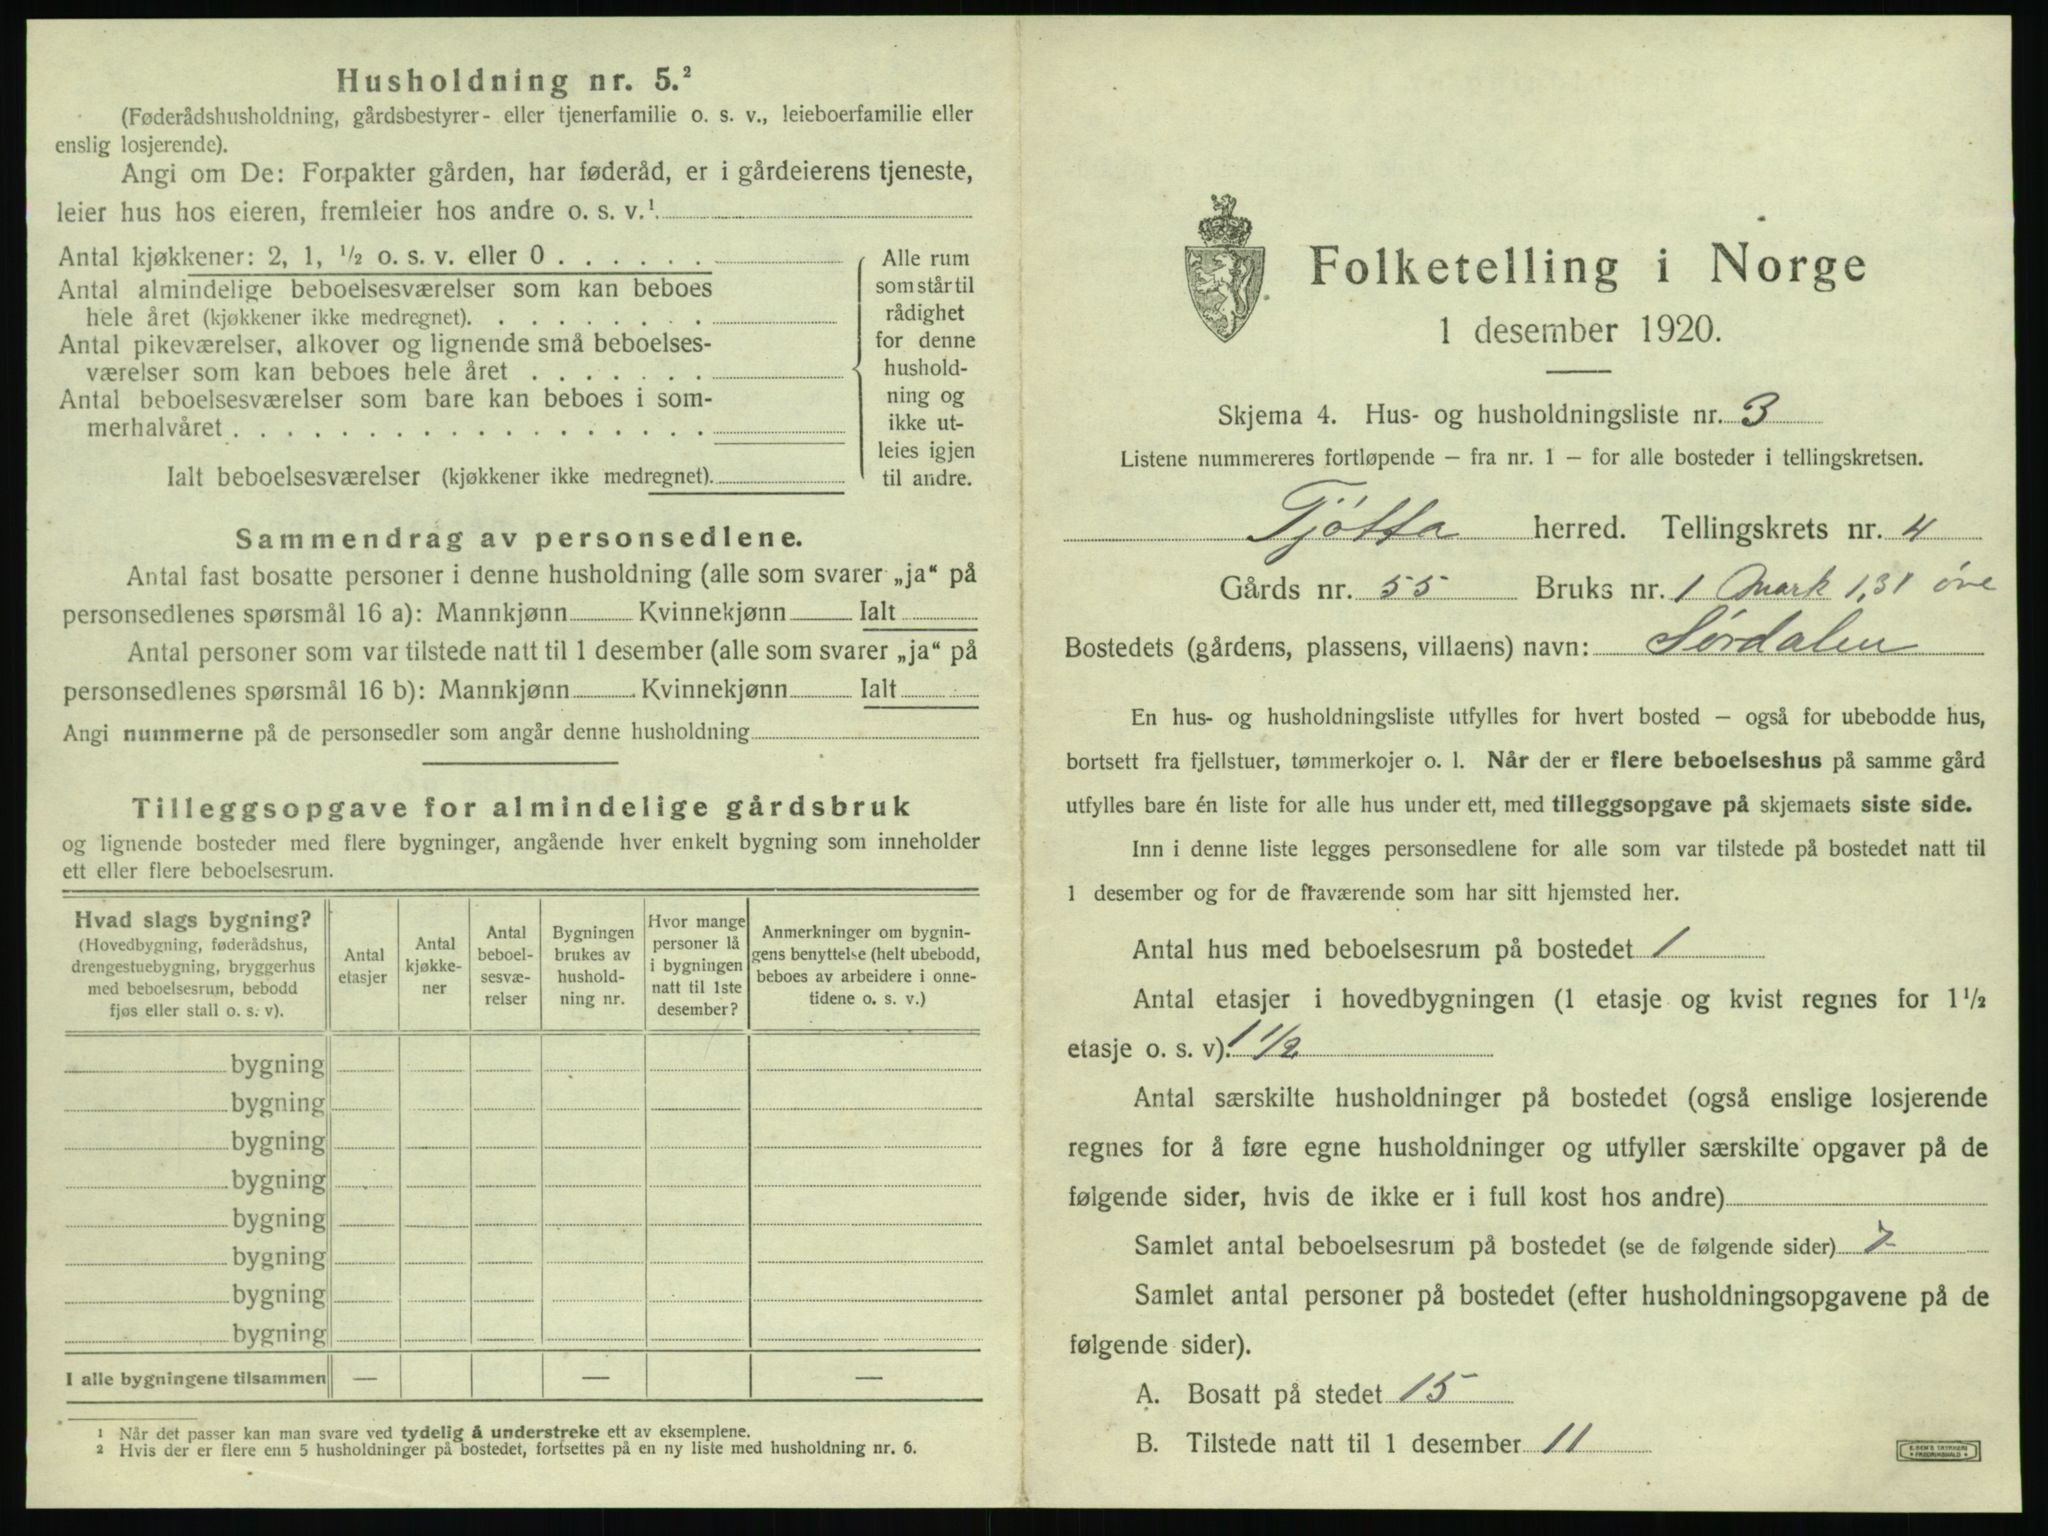 Husholdning nr. 5.²
(Føderådshusholdning, gårdsbestyrer- eller tjenerfamilie o. s. v., leieboerfamilie eller
enslig losjerende).
Angi om De: Forpakter gården, har føderåd, er i gårdeierens tjeneste,
leier hus hos eieren, fremleier hos andre o. s. v.¹
Antal kjøkkener: 2, 1, ½ o. s. v. eller 0 . . . . . .
Antal almindelige beboelsesværelser som kan beboes
hele året (kjøkkener ikke medregnet). . . . . . . . .
Antal pikeværelser, alkover og lignende små beboelses-
værelser som kan beboes hele året . . . . . . .
Antal beboelsesværelser som bare kan beboes i som-
merhalvåret . . . . . . . . . . . . . . . . . .
Ialt beboelsesværelser (kjøkkener ikke medregnet).
Alle rum
som står til
rådighet
for denne
hushold-
ning og
ikke ut-
leies igjen
til andre.
Sammendrag av personsedlene.
Antal fast bosatte personer i denne husholdning (alle som svarer „ja“ på
personsedlenes spørsmål 16 a): Mannkjønn Kvinnekjønn Ialt
Antal personer som var tilstede natt til 1 desember (alle som svarer „ja“ på
personsedlenes spørsmål 16 b): Mannkjønn Kvinnekjønn Ialt
Angi nummerne på de personsedler som angår denne husholdning
Tilleggsopgave for almindelige gårdsbruk
og lignende bosteder med flere bygninger, angående hver enkelt bygning som inneholder
ett eller flere beboelsesrum.
Hvad slags bygning?
(Hovedbygning, føderådshus,
drengestuebygning, bryggerhus
med beboelsesrum, bebodd
fjøs eller stall o. s. v).
Antal
etasjer
Antal
kjøkke-
ner
Antal
beboel-
sesvæ-
relser
Bygningen
brukes av
hushold-
ning nr.
Hvor mange
personer lå
i bygningen
natt til 1ste
desember?
Anmerkninger om bygnin-
gens benyttelse (helt ubebodd,
beboes av arbeidere i onne-
tidene o. s. v.)
bygning
bygning
bygning
bygning
bygning
bygning
bygning
bygning
I alle bygningene tilsammen — — —
¹ Når det passer kan man svare ved tydelig å understreke ett av eksemplene.
² Hvis der er flere enn 5 husholdninger på bostedet, fortsettes på en ny liste med husholdning nr. 6.
Folketelling i Norge
1 desember 1920.
Skjema 4. Hus- og husholdningsliste nr. 3
Listene nummereres fortløpende – fra nr. 1 – for alle bosteder i tellingskretsen.
Tjøtta herred. Tellingskrets nr. 4
Gårds nr. 55 Bruks nr. 1 Mark 1,31 øre
Bostedets (gårdens, plassens, villaens) navn: Sørdalen
En hus- og husholdningsliste utfylles for hvert bosted – også for ubebodde hus,
bortsett fra fjellstuer, tømmerkojer o. l. Når der er flere beboelseshus på samme gård
utfylles bare én liste for alle hus under ett, med tilleggsopgave på skjemaets siste side.
Inn i denne liste legges personsedlene for alle som var tilstede på bostedet natt til
1 desember og for de fraværende som har sitt hjemsted her.
Antal hus med beboelsesrum på bostedet 1
Antal etasjer i hovedbygningen (1 etasje og kvist regnes for 1½
etasje o. s. v). 1 ½
Antal særskilte husholdninger på bostedet (også enslige losjerende
regnes for å føre egne husholdninger og utfyller særskilte opgaver på de
følgende sider, hvis de ikke er i full kost hos andre)
Samlet antal beboelsesrum på bostedet (se de følgende sider) 7
Samlet antal personer på bostedet (efter husholdningsopgavene på de
følgende sider).
A. Bosatt på stedet 15
B. Tilstede natt til 1 desember 11